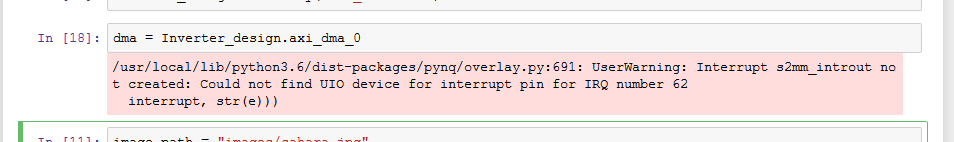 In [18]: dma = Inverter_design.axi_dma_0
/usr/local/lib/python3.6/dist-packages/pynq/overlay.py:691: UserWarning: Interrupt s2mm_introut no
t created: Could not find UIO device for interrupt pin for IRQ number 62
interrupt, str(e)))
In [11]: image_path = "images/sahara.jpg"